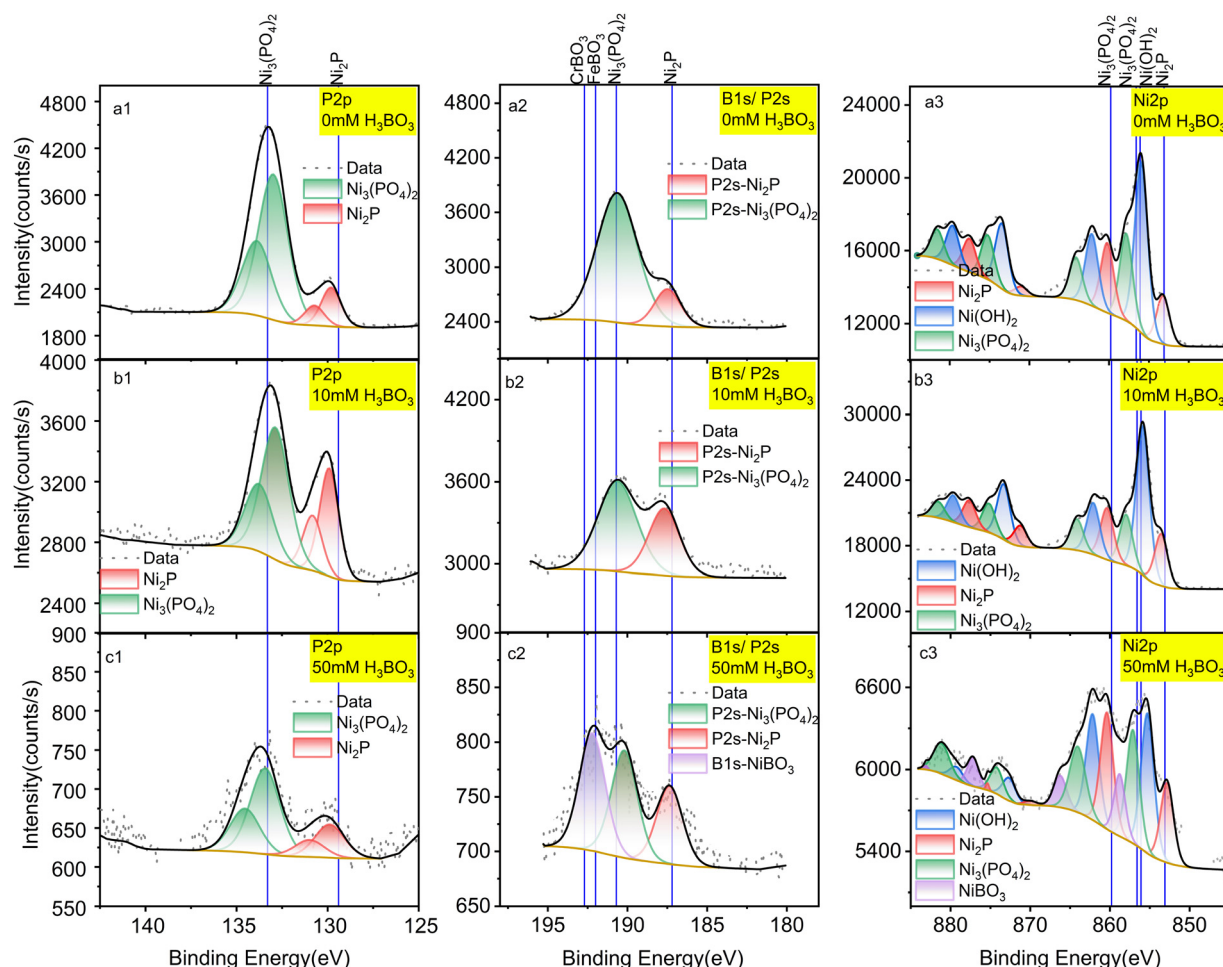 Ni₃(PO₄)₂
Ni₂P
CrBO₃
FeBO₃
Ni₃(PO₄)₂
Ni₂P
Ni₃(PO₄)₂
Ni₃(PO₄)₂
Ni(OH)₂
Ni₂P
a1
P2p
0mM H₃BO₃
Data
Ni₃(PO₄)₂
Ni₂P
4800
4200
3600
3000
2400
1800
Intensity(counts/s)
a2
B1s/ P2s
0mM H₃BO₃
Data
P2s-Ni₂P
P2s-Ni₃(PO₄)₂
4800
4200
3600
3000
2400
a3
Ni2p
0mM H₃BO₃
Data
Ni₂P
Ni(OH)₂
Ni₃(PO₄)₂
24000
20000
16000
12000
b1
P2p
10mM H₃BO₃
Data
Ni₂P
Ni₃(PO₄)₂
4000
3600
3200
2800
2400
Intensity(counts/s)
b2
B1s/ P2s
10mM H₃BO₃
Data
P2s-Ni₂P
P2s-Ni₃(PO₄)₂
4200
3600
3000
b3
Ni2p
10mM H₃BO₃
Data
Ni(OH)₂
Ni₂P
Ni₃(PO₄)₂
30000
24000
18000
12000
c1
P2p
50mM H₃BO₃
Data
Ni₃(PO₄)₂
Ni₂P
900
825
750
675
600
550
Intensity(counts/s)
140 135 130 125
Binding Energy(eV)
c2
B1s/ P2s
50mM H₃BO₃
Data
P2s-Ni₃(PO₄)₂
P2s-Ni₂P
B1s-NiBO₃
900
850
800
750
700
650
195 190 185 180
Binding Energy(eV)
c3
Ni2p
50mM H₃BO₃
Data
Ni(OH)₂
Ni₂P
Ni₃(PO₄)₂
NiBO₃
6600
6000
5400
880 870 860 850
Binding Energy(eV)